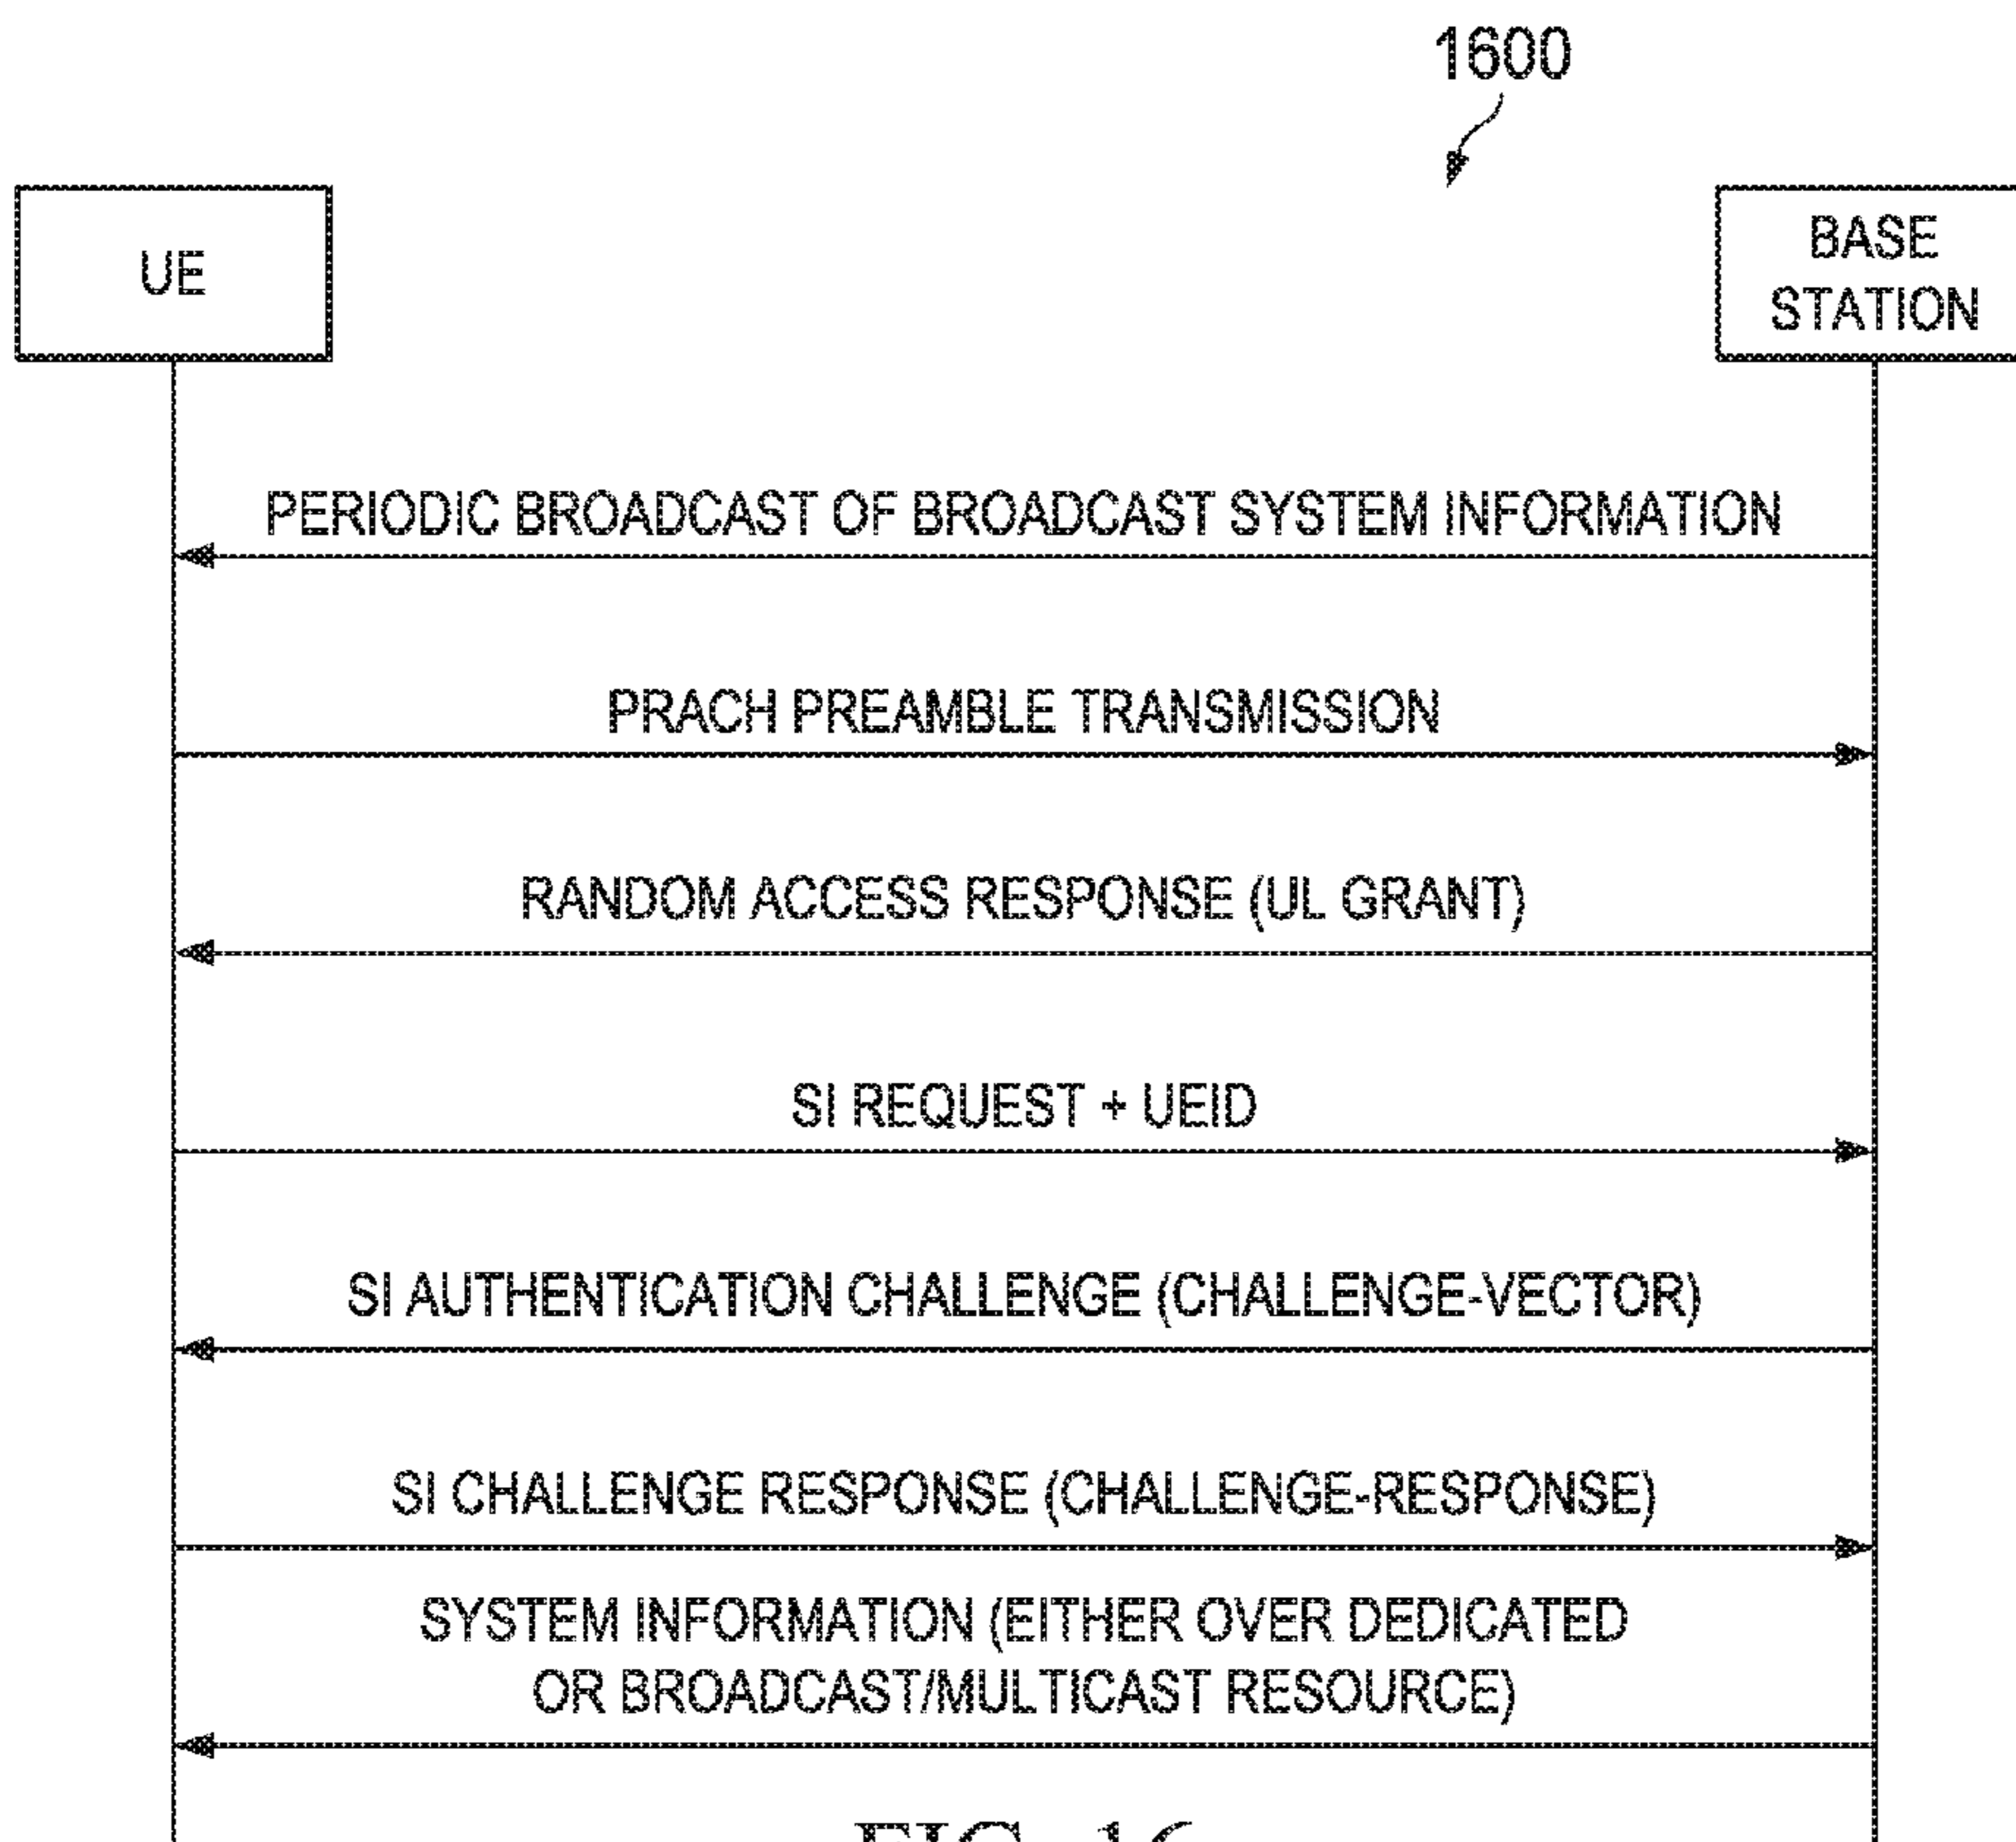 1600
UE
BASE
STATION
PERIODIC BROADCAST OF BROADCAST SYSTEM INFORMATION
PRACH PREAMBLE TRANSMISSION
RANDOM ACCESS RESPONSE (UL GRANT)
SI REQUEST + UEID
SI AUTHENTICATION CHALLENGE (CHALLENGE-VECTOR)
SI CHALLENGE RESPONSE (CHALLENGE-RESPONSE)
SYSTEM INFORMATION (EITHER OVER DEDICATED
OR BROADCAST/MULTICAST RESOURCE)
FIG. 16